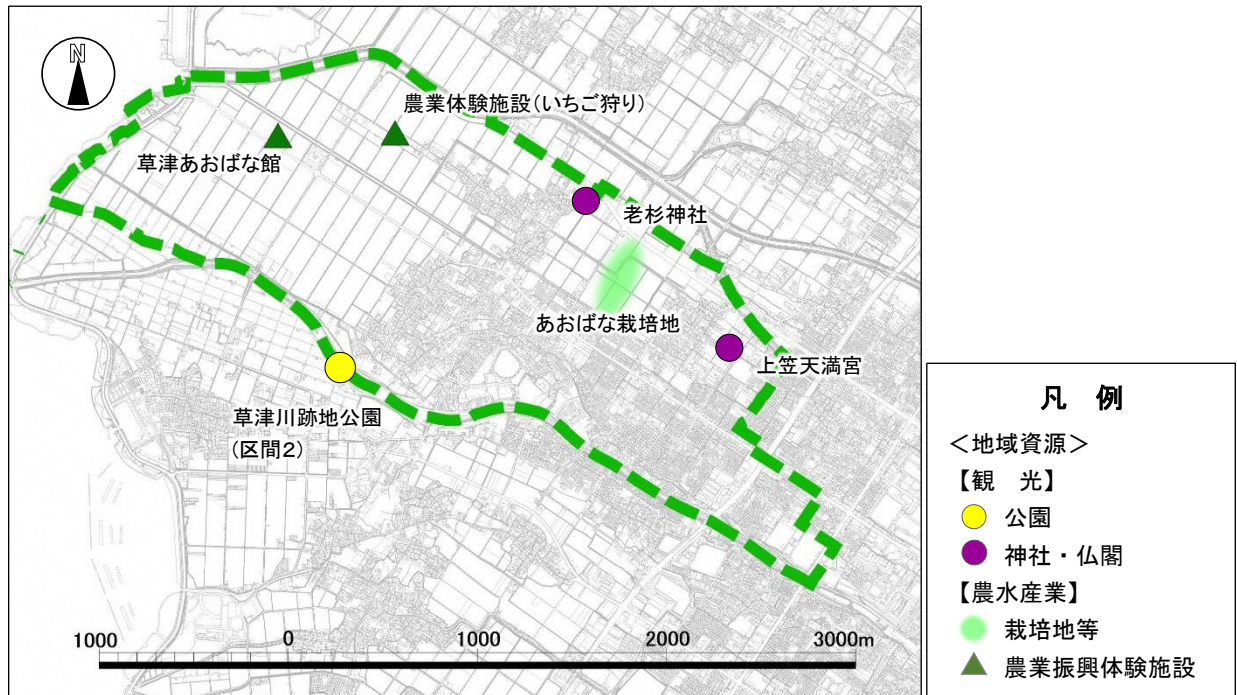 N
農業体験施設(いちご狩り)
草津あおばな館
老杉神社
あおばな栽培地
上笠天満宮
草津川跡地公園
(区間2)
1000 0 1000 2000 3000m
凡 例
<地域資源>
【観 光】
公園
神社・仏閣
【農水産業】
栽培地等
農業振興体験施設